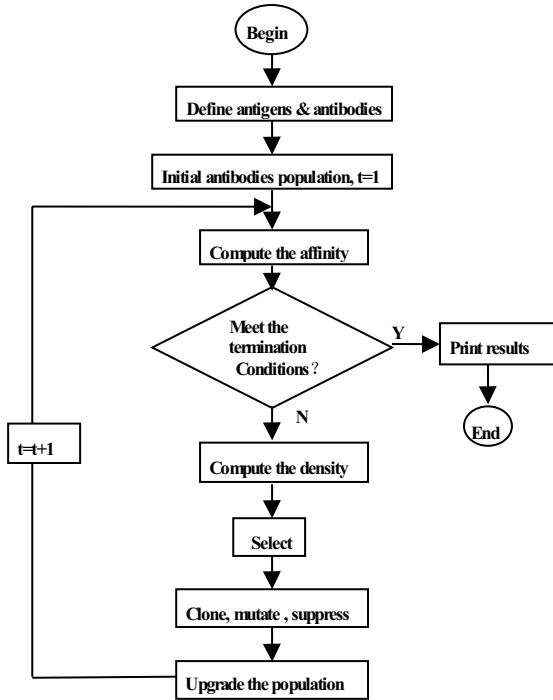 Begin
Define antigens & antibodies
Initial antibodies population, t=1
Compute the affinity
Meet the
termination
Conditions？
Y
Print results
End
N
Compute the density
Select
Clone, mutate , suppress
Upgrade the population
t=t+1